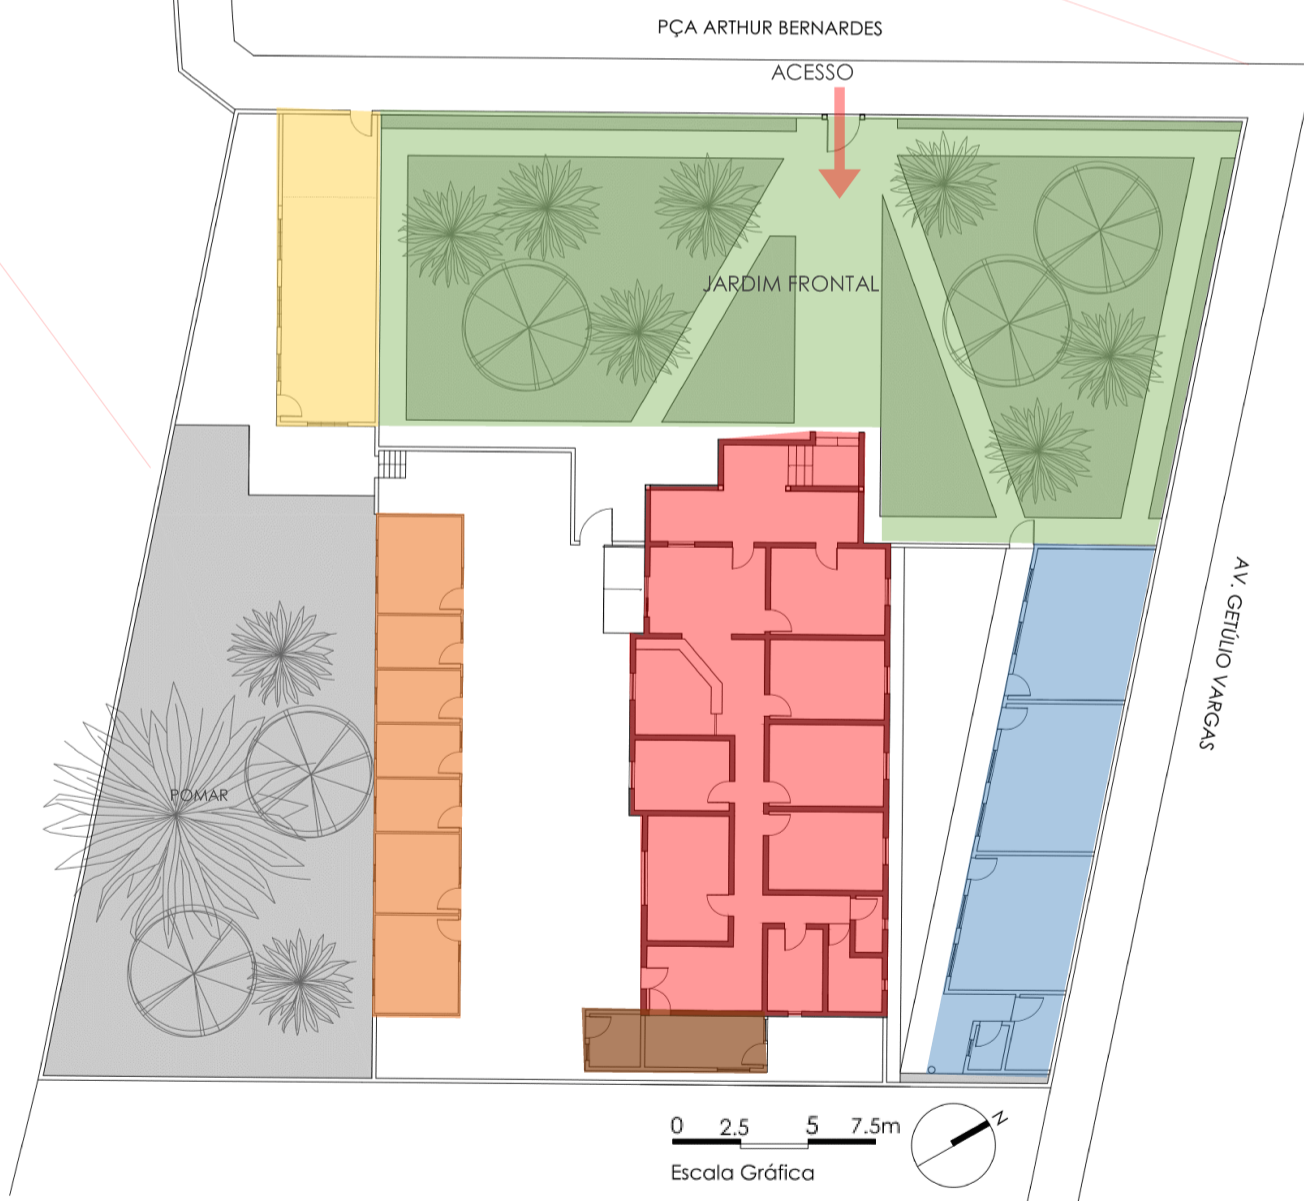 PÇA ARTHUR BERNARDES
ACESSO
JARDIM FRONTAL
AV. GETÚLIO VARGAS
POMAR
0 2.5 5 7.5m
N
Escala Gráfica